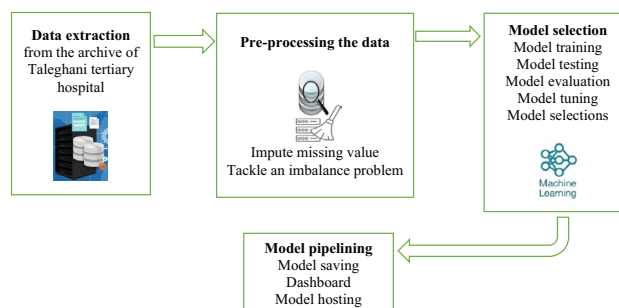 Data extraction
from the archive of
Taleghani tertiary
hospital
Pre-processing the data
Impute missing value
Tackle an imbalance problem
Model selection
Model training
Model testing
Model evaluation
Model tuning
Model selections
Machine
Learning
Model pipelining
Model saving
Dashboard
Model hosting